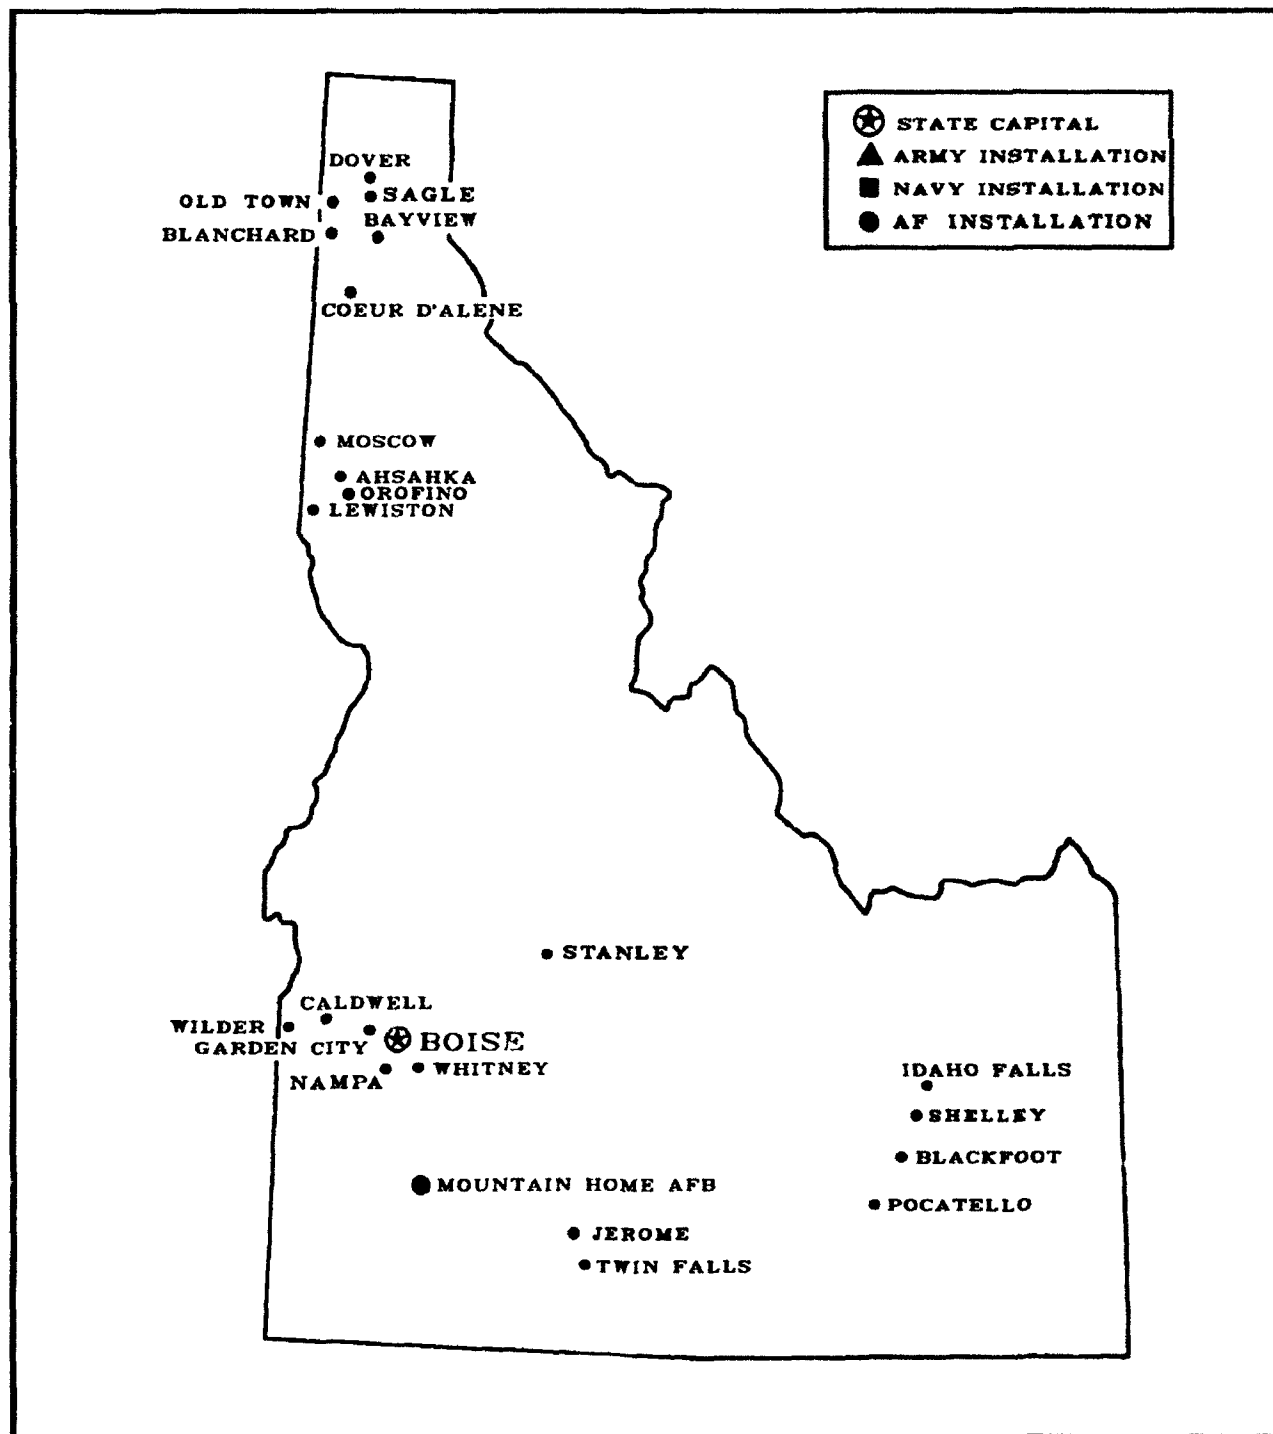 STATE CAPITAL
ARMY INSTALLATION
NAVY INSTALLATION
AF INSTALLATION
DOVER
OLD TOWN
SAGLE
BAYVIEW
BLANCHARD
COEUR D'ALENE
MOSCOW
AHSAHKA
OROFINO
LEWISTON
STANLEY
CALDWELL
WILDER
GARDEN CITY
BOISE
NAMPA
WHITNEY
IDAHO FALLS
SHELLEY
BLACKFOOT
MOUNTAIN HOME AFB
POCATELLO
JEROME
TWIN FALLS